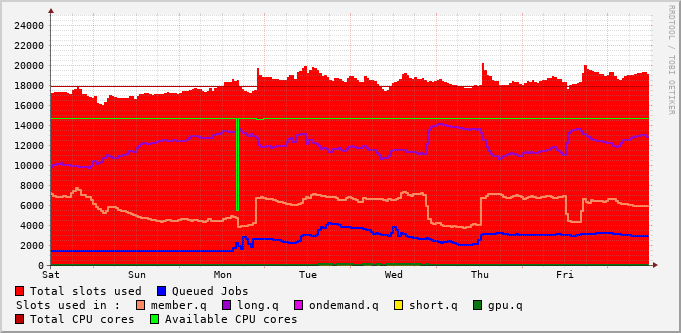 RRDTOOL / TOBI OETIKER
24000
22000
20000
18000
16000
14000
12000
10000
8000
6000
4000
2000
0
Sat Sun Mon Tue Wed Thu Fri
Total slots used Queued Jobs
Slots used in : member.q long.q ondemand.q short.q gpu.q
Total CPU cores Available CPU cores